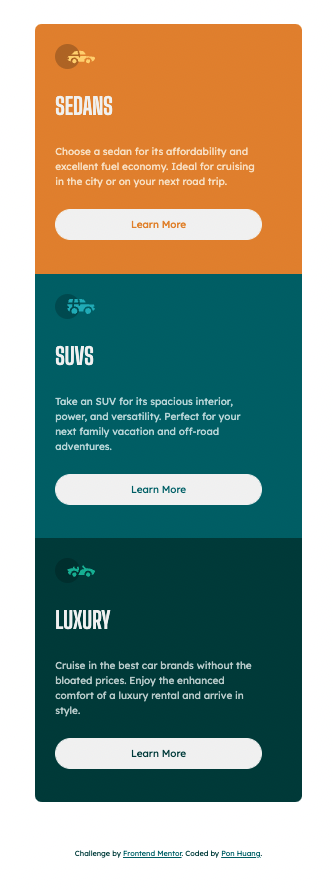 SEDANS
Choose a sedan for its affordability and
excellent fuel economy. Ideal for cruising
in the city or on your next road trip.
Learn More
SUVS
Take an SUV for its spacious interior,
power, and versatility. Perfect for your
next family vacation and off-road
adventures.
Learn More
LUXURY
Cruise in the best car brands without the
bloated prices. Enjoy the enhanced
comfort of a luxury rental and arrive in
style.
Learn More
Challenge by Frontend Mentor. Coded by Pon Huang.